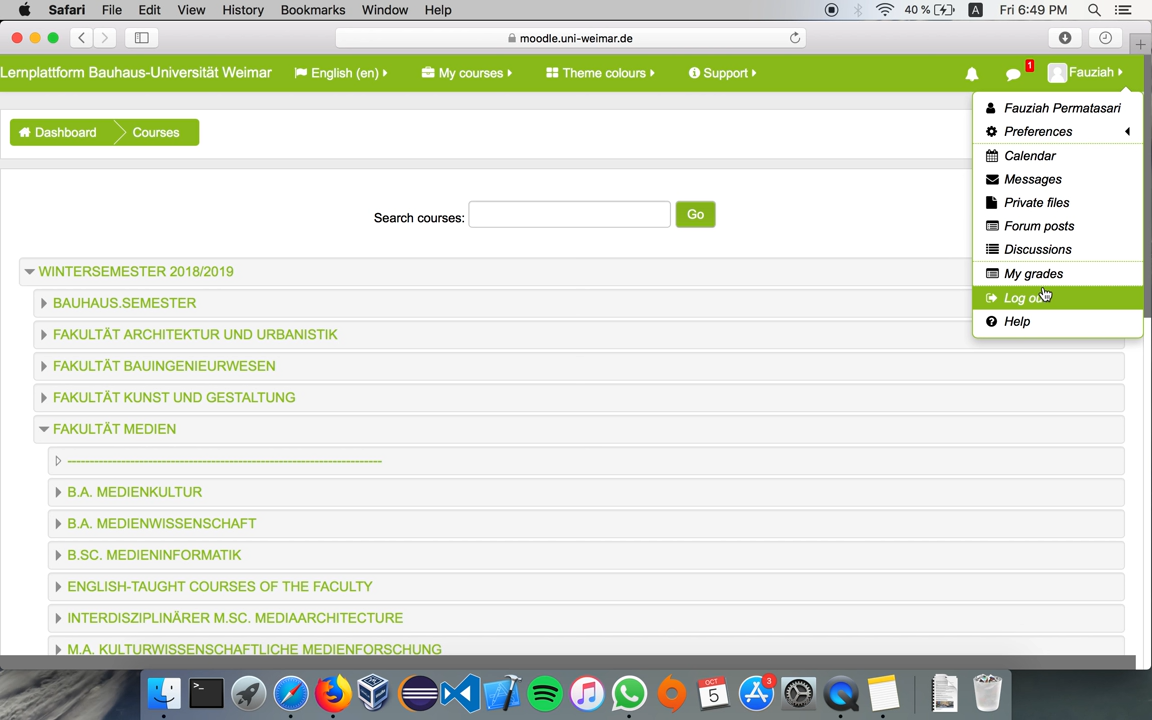 Safari File Edit View History Bookmarks Window Help 40 % A Fri 6:49 PM
moodle.uni-weimar.de
Lernplattform Bauhaus-Universität Weimar English (en) My courses Theme colours Support 1 Fauziah
Fauziah Permatasari
Preferences
Calendar
Messages
Private files
Forum posts
Discussions
My grades
Log out
Help
Dashboard Courses
Search courses: Go
WINTERSEMESTER 2018/2019
BAUHAUS.SEMESTER
FAKULTÄT ARCHITEKTUR UND URBANISTIK
FAKULTÄT BAUINGENIEURWESEN
FAKULTÄT KUNST UND GESTALTUNG
FAKULTÄT MEDIEN
B.A. MEDIENKULTUR
B.A. MEDIENWISSENSCHAFT
B.SC. MEDIENINFORMATIK
ENGLISH-TAUGHT COURSES OF THE FACULTY
INTERDISZIPLINÄRER M.SC. MEDIAARCHITECTURE
M.A. KULTURWISSENSCHAFTLICHE MEDIENFORSCHUNG
OCT
5
3